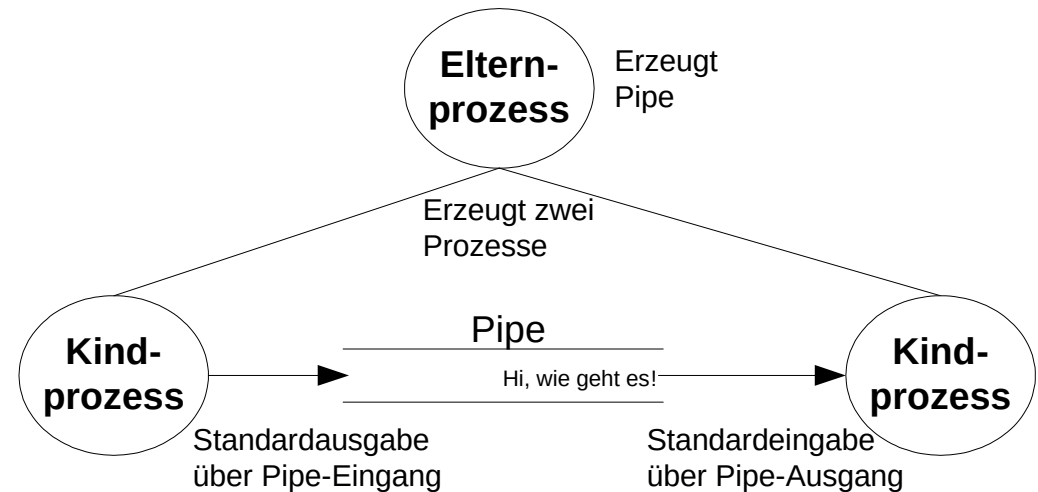 Eltern-
prozess
Erzeugt
Pipe
Erzeugt zwei
Prozesse
Kind-
prozess
Pipe
Hi, wie geht es!
Kind-
prozess
Standardausgabe
über Pipe-Eingang
Standardeingabe
über Pipe-Ausgang